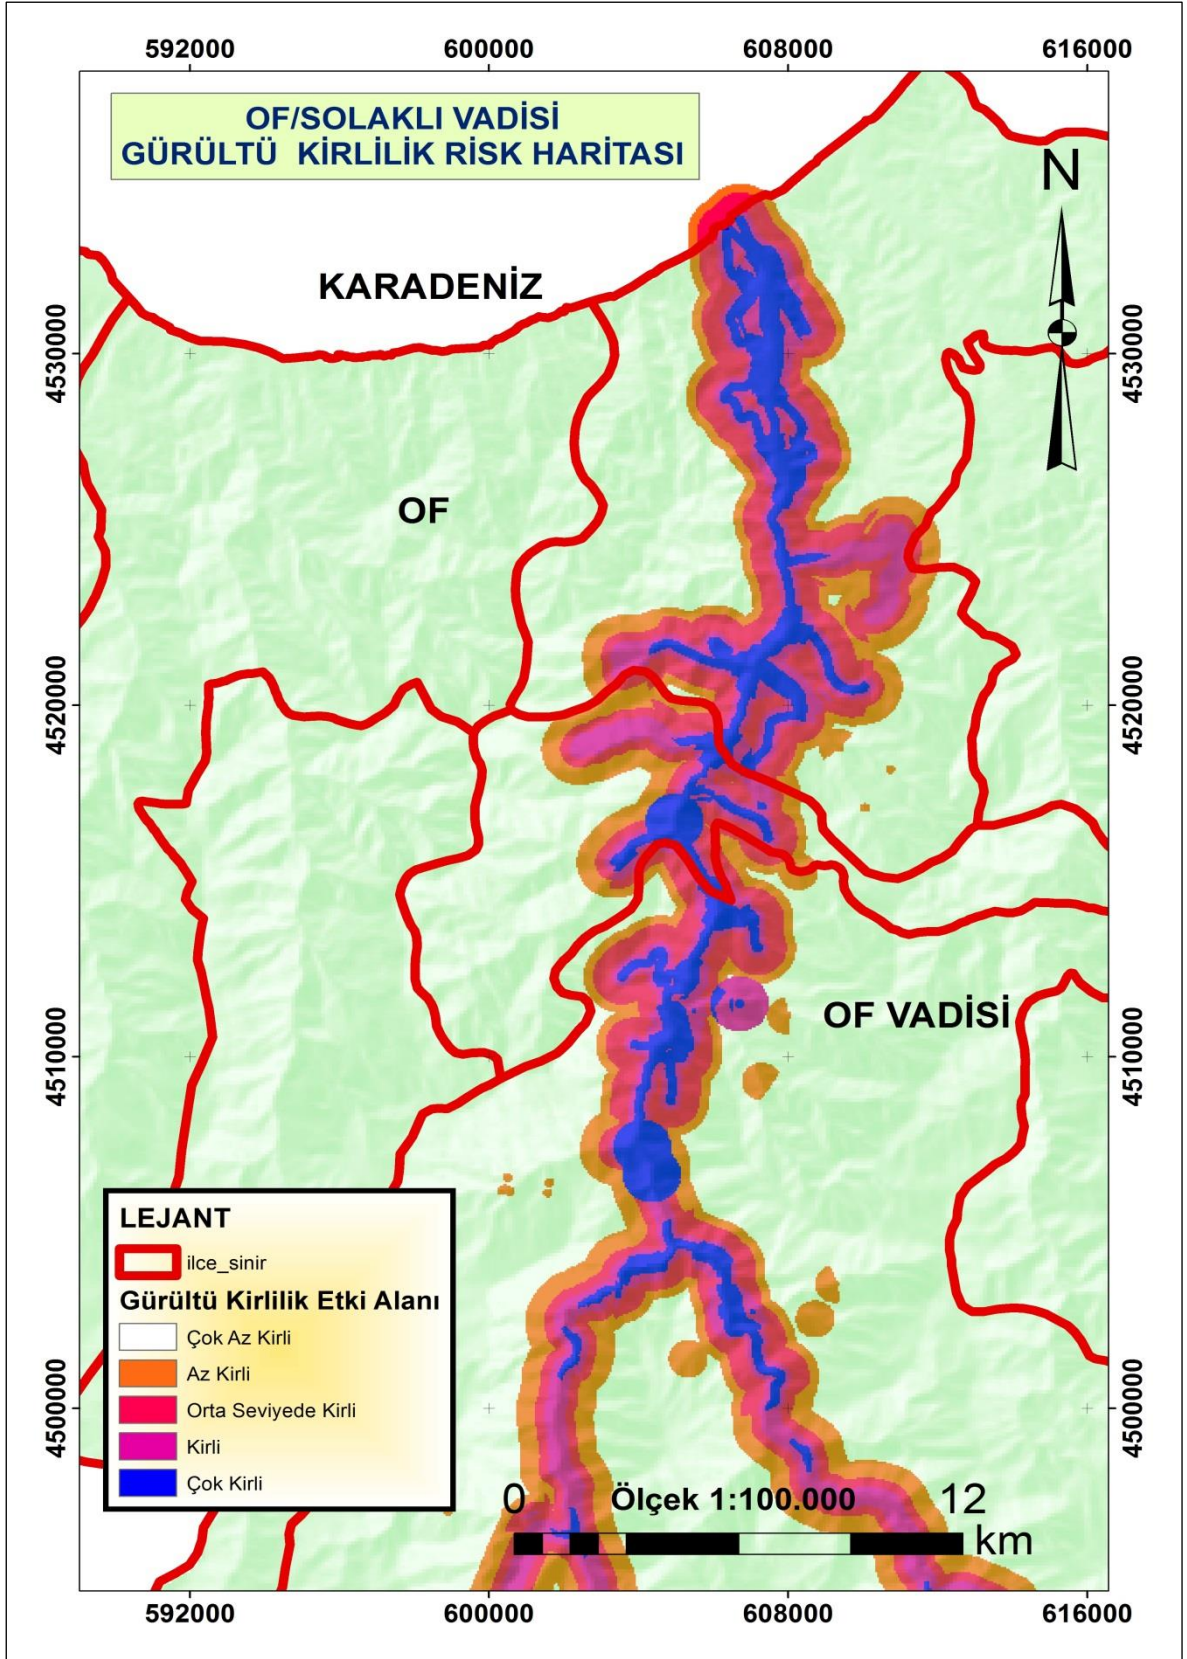 592000 600000 608000 616000
OF/SOLAKLI VADİSİ
GÜRÜLTÜ KİRLİLİK RİSK HARİTASI
N
KARADENİZ
4530000 4530000
OF
4520000 4520000
OF VADİSİ
4510000 4510000
LEJANT
ilce_sinir
Gürültü Kirlilik Etki Alanı
Çok Az Kirli
Az Kirli
Orta Seviyede Kirli
Kirli
Çok Kirli
4500000 4500000
0 Ölçek 1:100.000 12
km
592000 600000 608000 616000